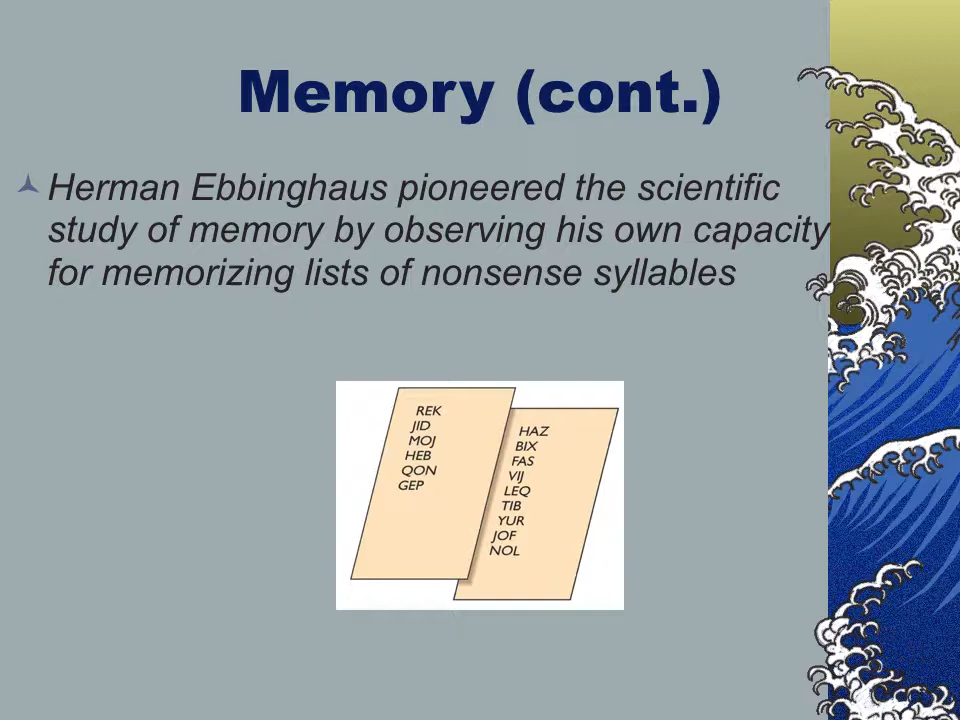 Memory (cont.)
Herman Ebbinghaus pioneered the scientific
study of memory by observing his own capacity
for memorizing lists of nonsense syllables
REK
JID
MOJ
HEB
QON
GEP
HAZ
BIX
FAS
VIJ
LEQ
TIB
YUR
JOF
NOL